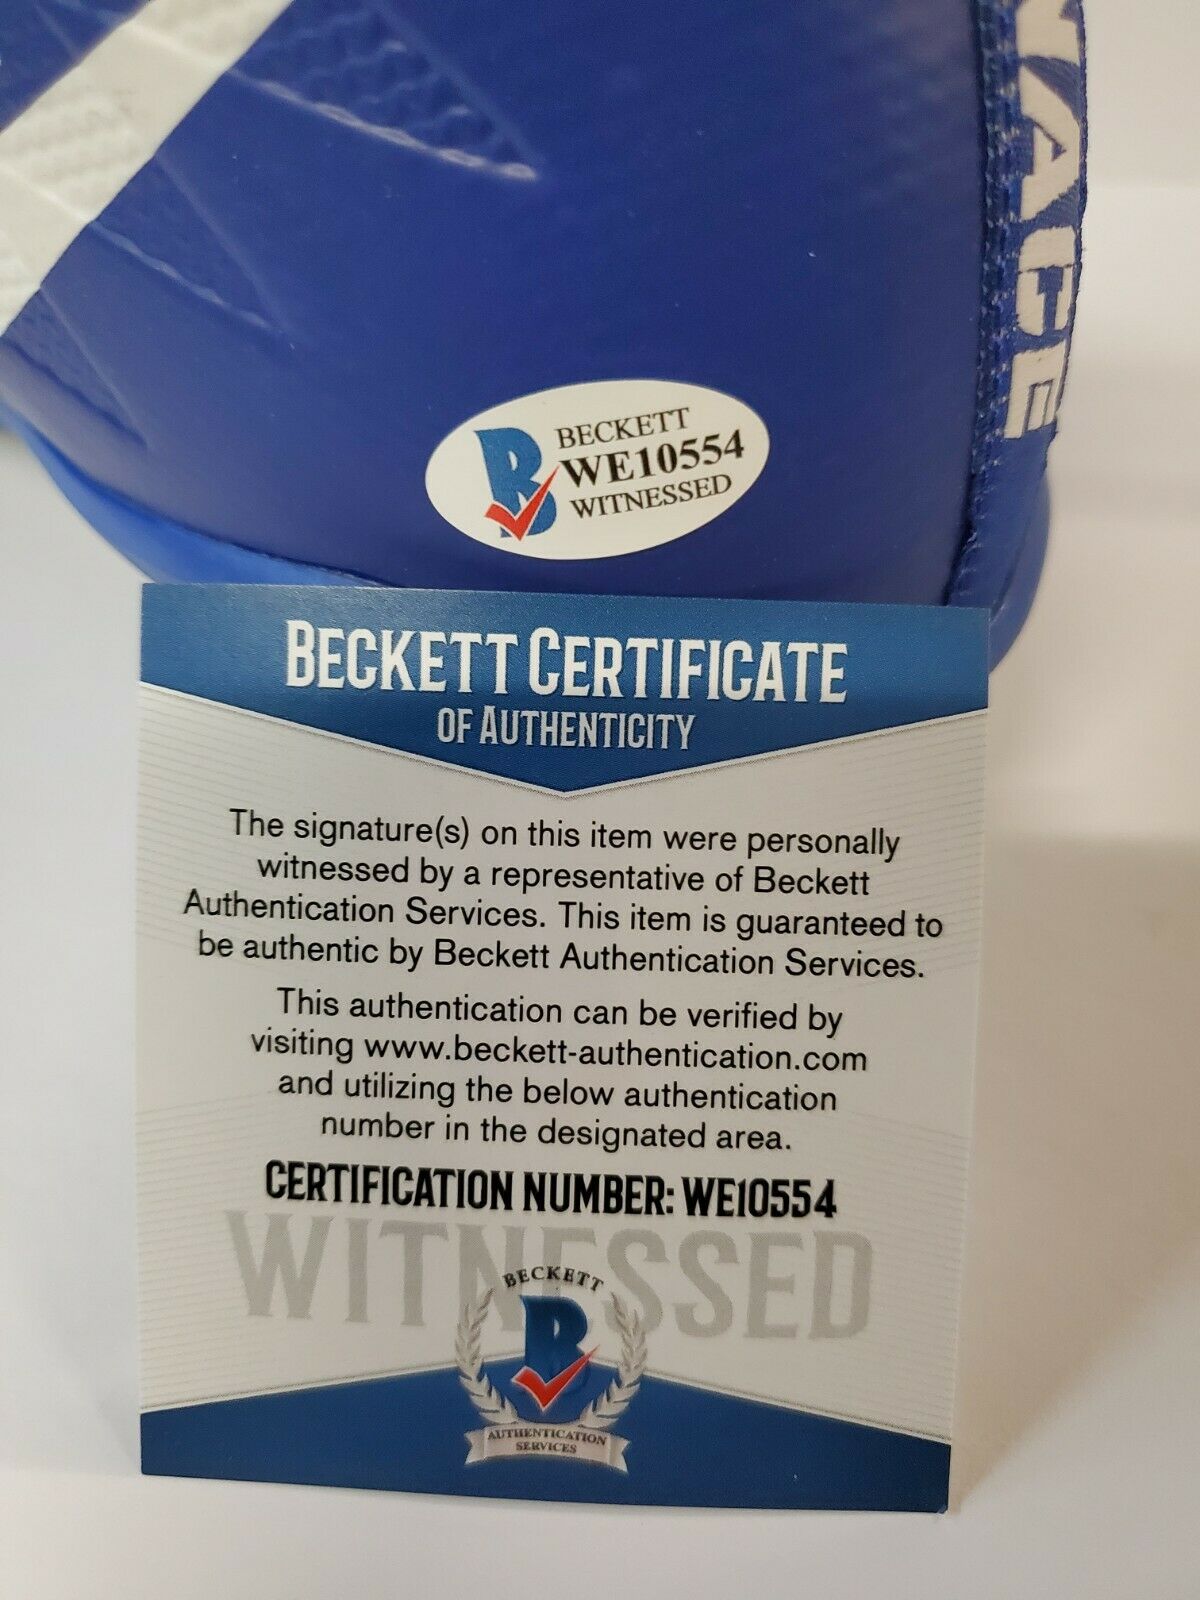 NACE
BECKETT
WE10554
WITNESSED
BECKETT CERTIFICATE
OF AUTHENTICITY
The signature(s) on this item were personally
witnessed by a representative of Beckett
Authentication Services. This item is guaranteed to
be authentic by Beckett Authentication Services.
This authentication can be verified by
visiting www.beckett-authentication.com
and utilizing the below authentication
number in the designated area.
CERTIFICATION NUMBER: WE10554
WITNESSED
BECKETT
B
AUTHENTICATION
SERVICES